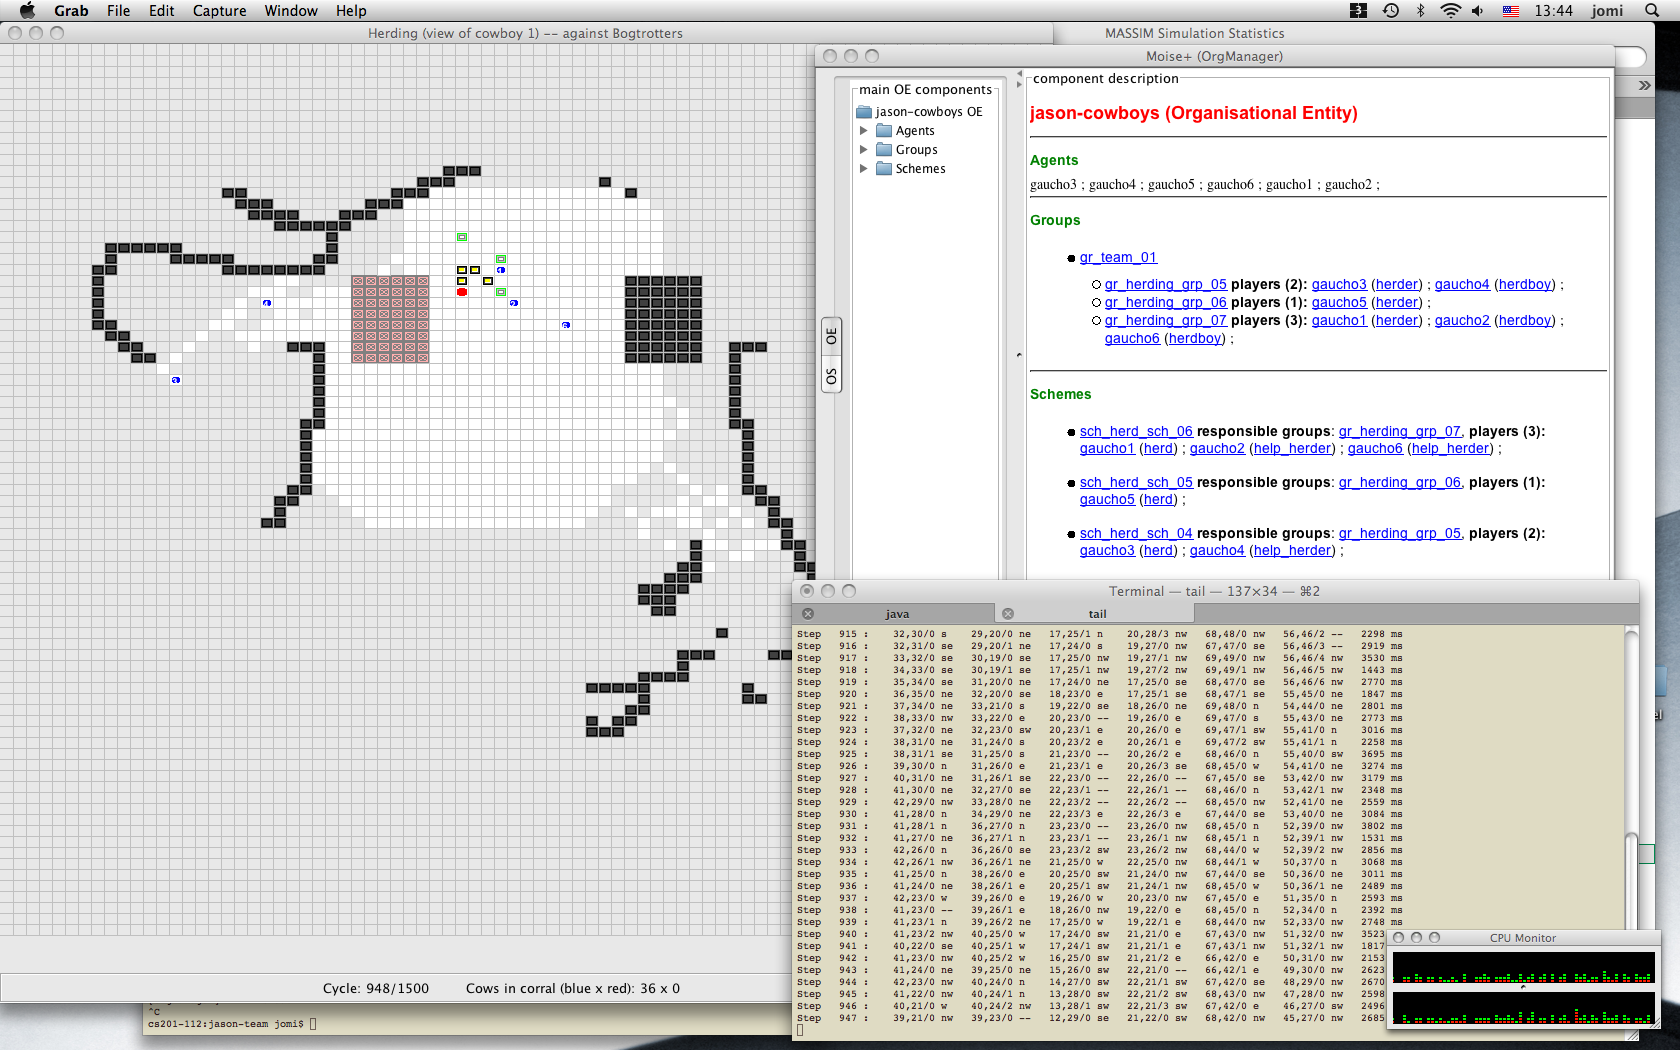 Grab File Edit Capture Window Help
3 13:44 jomi
Herding (view of cowboy 1) -- against Bogtrotters
MASSIM Simulation Statistics
Moise+ (OrgManager)
main OE components
jason-cowboys OE
Agents
Groups
Schemes
OE
OS
component description
jason-cowboys (Organisational Entity)
Agents
gaucho3 ; gaucho4 ; gaucho5 ; gaucho6 ; gaucho1 ; gaucho2 ;
Groups
gr_team_01
gr_herding_grp_05 players (2): gaucho3 (herder) ; gaucho4 (herdboy) ;
gr_herding_grp_06 players (1): gaucho5 (herder) ;
gr_herding_grp_07 players (3): gaucho1 (herder) ; gaucho2 (herdboy) ;
gaucho6 (herdboy) ;
Schemes
sch_herd_sch_06 responsible groups: gr_herding_grp_07, players (3):
gaucho1 (herd) ; gaucho2 (help_herder) ; gaucho6 (help_herder) ;
sch_herd_sch_05 responsible groups: gr_herding_grp_06, players (1):
gaucho5 (herd) ;
sch_herd_sch_04 responsible groups: gr_herding_grp_05, players (2):
gaucho3 (herd) ; gaucho4 (help_herder) ;
Terminal — tail — 137×34 — ⌘2
java
tail
Step 915 : 32,30/0 s 29,20/0 ne 17,25/1 n 20,28/3 nw 68,48/0 nw 56,46/2 -- 2298 ms
Step 916 : 32,31/0 se 29,20/1 ne 17,24/0 s 19,27/0 nw 67,47/0 se 56,46/3 -- 2919 ms
Step 917 : 33,32/0 se 30,19/0 se 17,25/0 nw 19,27/1 nw 69,49/0 nw 56,46/4 nw 3530 ms
Step 918 : 34,33/0 se 30,19/1 se 17,25/1 nw 19,27/2 nw 69,49/1 nw 56,46/5 nw 1443 ms
Step 919 : 35,34/0 se 31,20/0 ne 17,24/0 ne 17,25/0 se 68,47/0 se 56,46/6 nw 2770 ms
Step 920 : 36,35/0 ne 32,20/0 se 18,23/0 e 17,25/1 se 68,47/1 se 55,45/0 ne 1847 ms
Step 921 : 37,34/0 ne 33,21/0 s 19,22/0 se 18,26/0 ne 69,48/0 n 54,44/0 ne 2801 ms
Step 922 : 38,33/0 nw 33,22/0 e 20,23/0 -- 19,26/0 e 69,47/0 s 55,43/0 ne 2773 ms
Step 923 : 37,32/0 ne 32,23/0 sw 20,23/1 e 20,26/0 e 69,47/1 sw 55,41/0 n 3016 ms
Step 924 : 38,31/0 ne 31,24/0 s 20,23/2 e 20,26/1 e 69,47/2 sw 55,41/1 n 2258 ms
Step 925 : 38,31/1 se 31,25/0 s 21,23/0 -- 20,26/2 e 68,46/0 n 55,40/0 sw 3695 ms
Step 926 : 39,30/0 n 31,26/0 e 21,23/1 e 20,26/3 se 68,45/0 w 54,41/0 ne 3274 ms
Step 927 : 40,31/0 ne 31,26/1 se 22,23/0 -- 22,26/0 -- 67,45/0 se 53,42/0 nw 3179 ms
Step 928 : 41,30/0 ne 32,27/0 se 22,23/1 -- 22,26/1 -- 68,46/0 n 53,42/1 nw 2348 ms
Step 929 : 42,29/0 nw 33,28/0 ne 22,23/2 -- 22,26/2 -- 68,45/0 nw 52,41/0 ne 2559 ms
Step 930 : 41,28/0 n 34,29/0 ne 22,23/3 e 22,26/3 e 67,44/0 se 53,40/0 ne 3084 ms
Step 931 : 41,28/1 n 36,27/0 n 23,23/0 -- 23,26/0 nw 68,45/0 n 52,39/0 nw 3802 ms
Step 932 : 41,27/0 ne 36,27/1 n 23,23/1 -- 23,26/1 nw 68,45/1 n 52,39/1 nw 1531 ms
Step 933 : 42,26/0 n 36,26/0 se 23,23/2 sw 23,26/2 nw 68,44/0 w 52,39/2 nw 2856 ms
Step 934 : 42,26/1 nw 36,26/1 ne 21,25/0 w 22,25/0 nw 68,44/1 w 50,37/0 n 3068 ms
Step 935 : 41,25/0 n 38,26/0 e 20,25/0 sw 21,24/0 nw 67,44/0 se 50,36/0 ne 3011 ms
Step 936 : 41,24/0 ne 38,26/1 e 20,25/1 sw 21,24/1 nw 68,45/0 w 50,36/1 ne 2489 ms
Step 937 : 42,23/0 w 39,26/0 e 19,26/0 w 20,23/0 nw 67,45/0 e 51,35/0 n 2593 ms
Step 938 : 41,23/0 -- 39,26/1 e 18,26/0 nw 19,22/0 e 68,45/0 n 52,34/0 n 2392 ms
Step 939 : 41,23/1 n 39,26/2 ne 17,25/0 w 19,22/1 e 68,44/0 nw 52,33/0 nw 2748 ms
Step 940 : 41,23/2 nw 40,25/0 w 17,24/0 sw 21,21/0 e 67,43/0 nw 51,32/0 nw 3523
Step 941 : 40,22/0 se 40,25/1 w 17,24/1 sw 21,21/1 e 67,43/1 nw 51,32/1 nw 1817
Step 942 : 41,23/0 nw 40,25/2 w 16,25/0 sw 21,21/2 e 66,42/0 e 50,31/0 nw 2153
Step 943 : 41,24/0 ne 39,25/0 ne 15,26/0 sw 22,21/0 -- 66,42/1 e 49,30/0 nw 2623
Step 944 : 42,23/0 nw 40,24/0 n 14,27/0 sw 22,21/1 sw 67,42/0 se 48,29/0 nw 2670
Step 945 : 41,22/0 nw 40,24/1 n 13,28/0 sw 22,21/2 sw 68,43/0 nw 47,28/0 nw 2598
Step 946 : 40,21/0 w 40,24/2 nw 13,28/1 sw 22,21/3 sw 67,42/0 e 46,27/0 sw 2496
Step 947 : 39,21/0 nw 39,23/0 -- 12,29/0 se 21,22/0 sw 68,42/0 nw 45,27/0 nw 2685
CPU Monitor
Cycle: 948/1500 Cows in corral (blue x red): 36 x 0
^C
cs201-112:jason-team jomi$